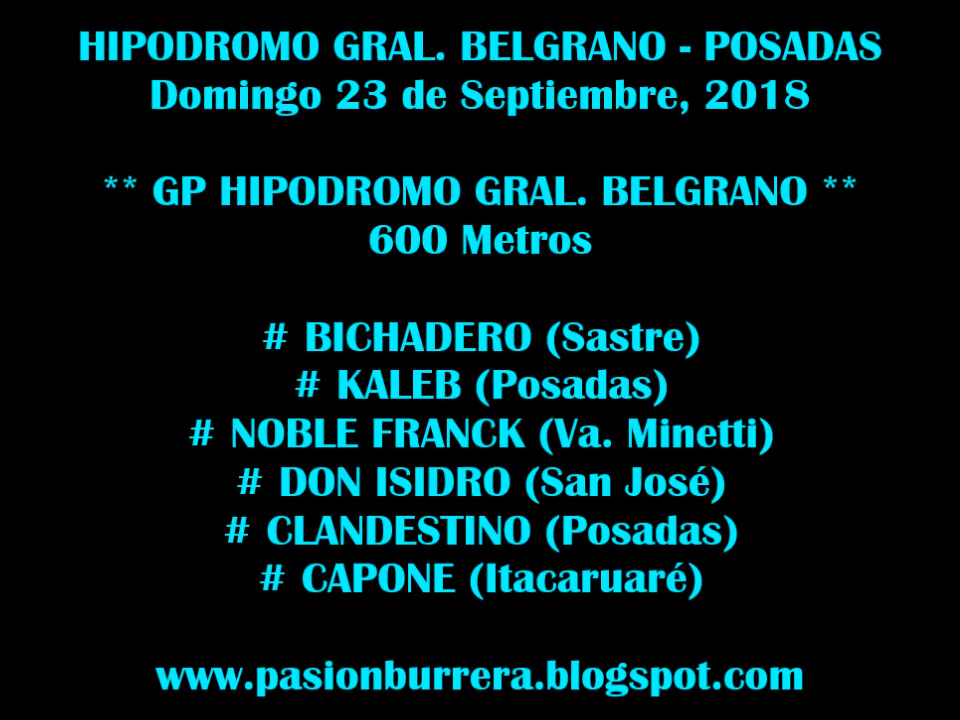 HIPODROMO GRAL. BELGRANO - POSADAS
Domingo 23 de Septiembre, 2018
** GP HIPODROMO GRAL. BELGRANO **
600 Metros
# BICHADERO (Sastre)
# KALEB (Posadas)
# NOBLE FRANCK (Va. Minetti)
# DON ISIDRO (San José)
# CLANDESTINO (Posadas)
# CAPONE (Itacaruaré)
www.pasionburrera.blogspot.com